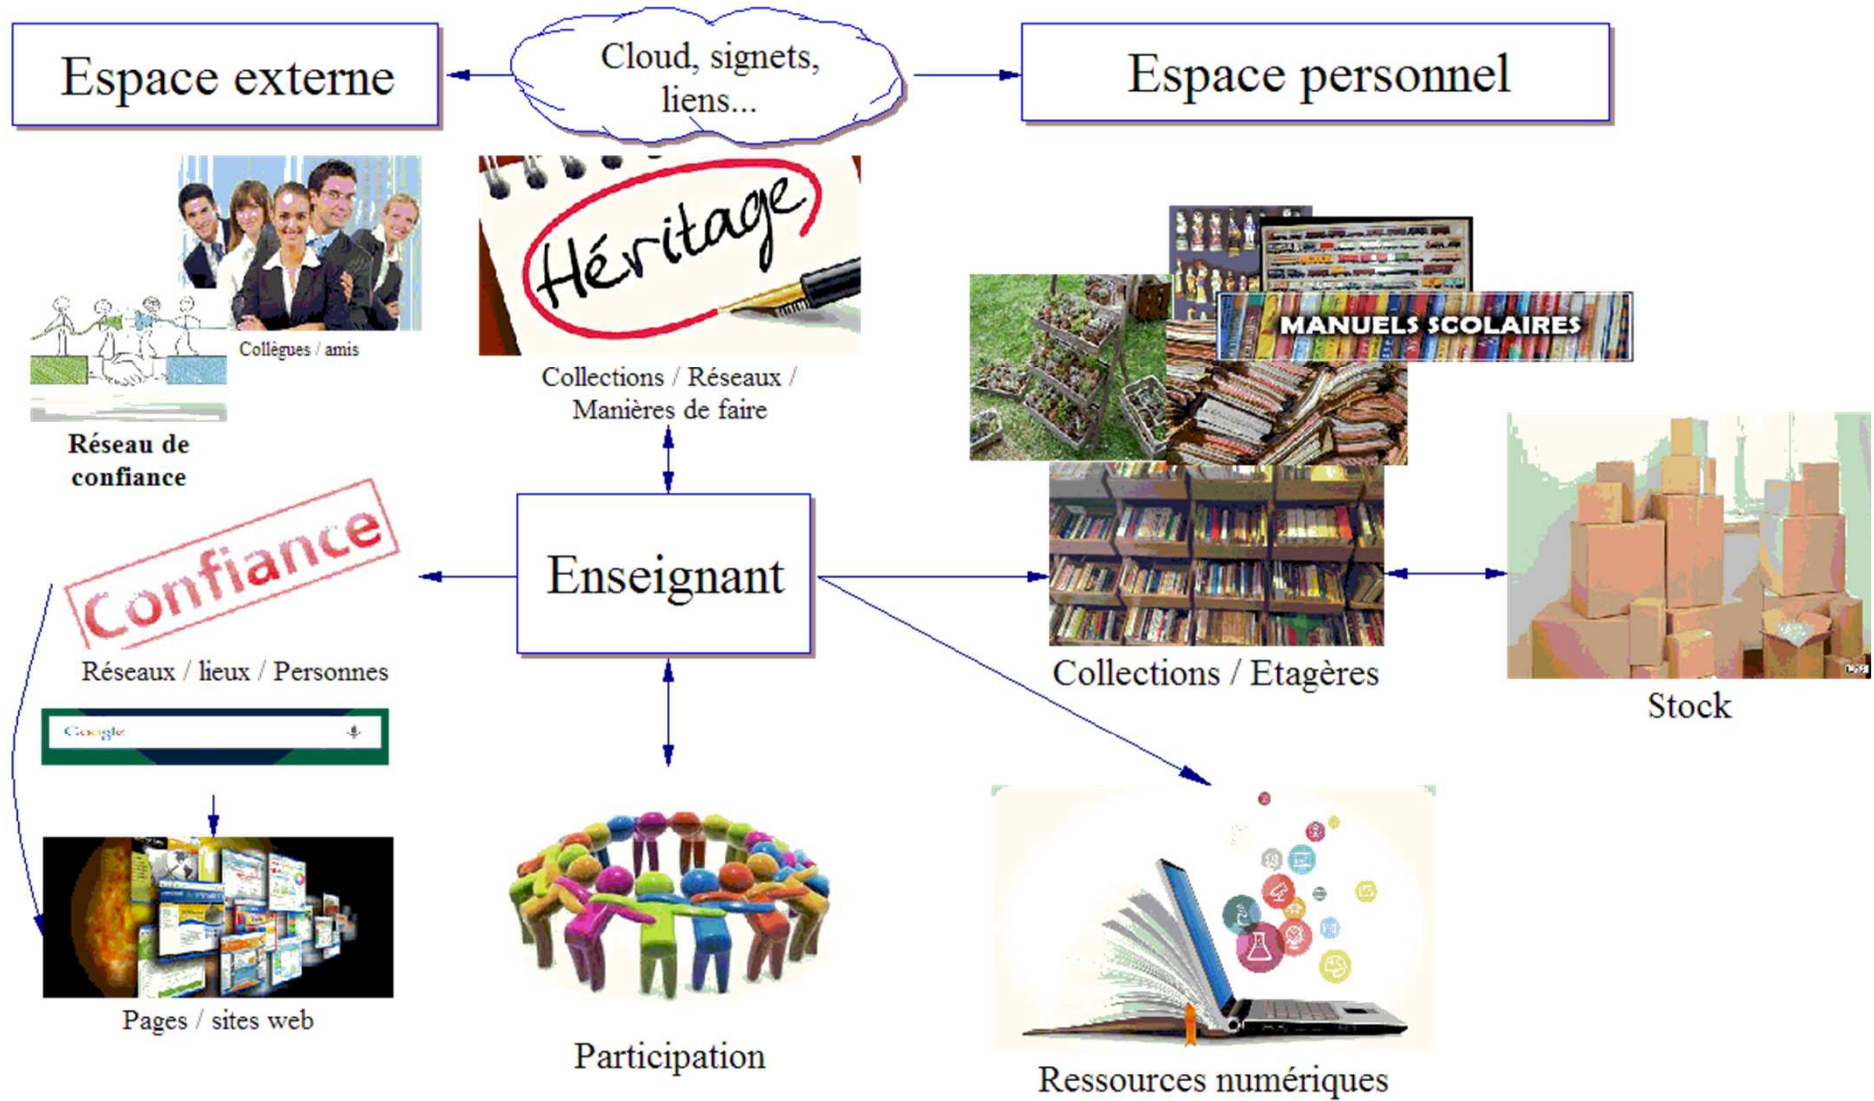 Espace externe
Cloud, signets,
liens...
Espace personnel
Héritage
MANUELS SCOLAIRES
Collègues / amis
Collections / Réseaux /
Manières de faire
Réseau de
confiance
Confiance
Enseignant
Réseaux / lieux / Personnes
Collections / Etagères
Stock
Google
Pages / sites web
Participation
Ressources numériques